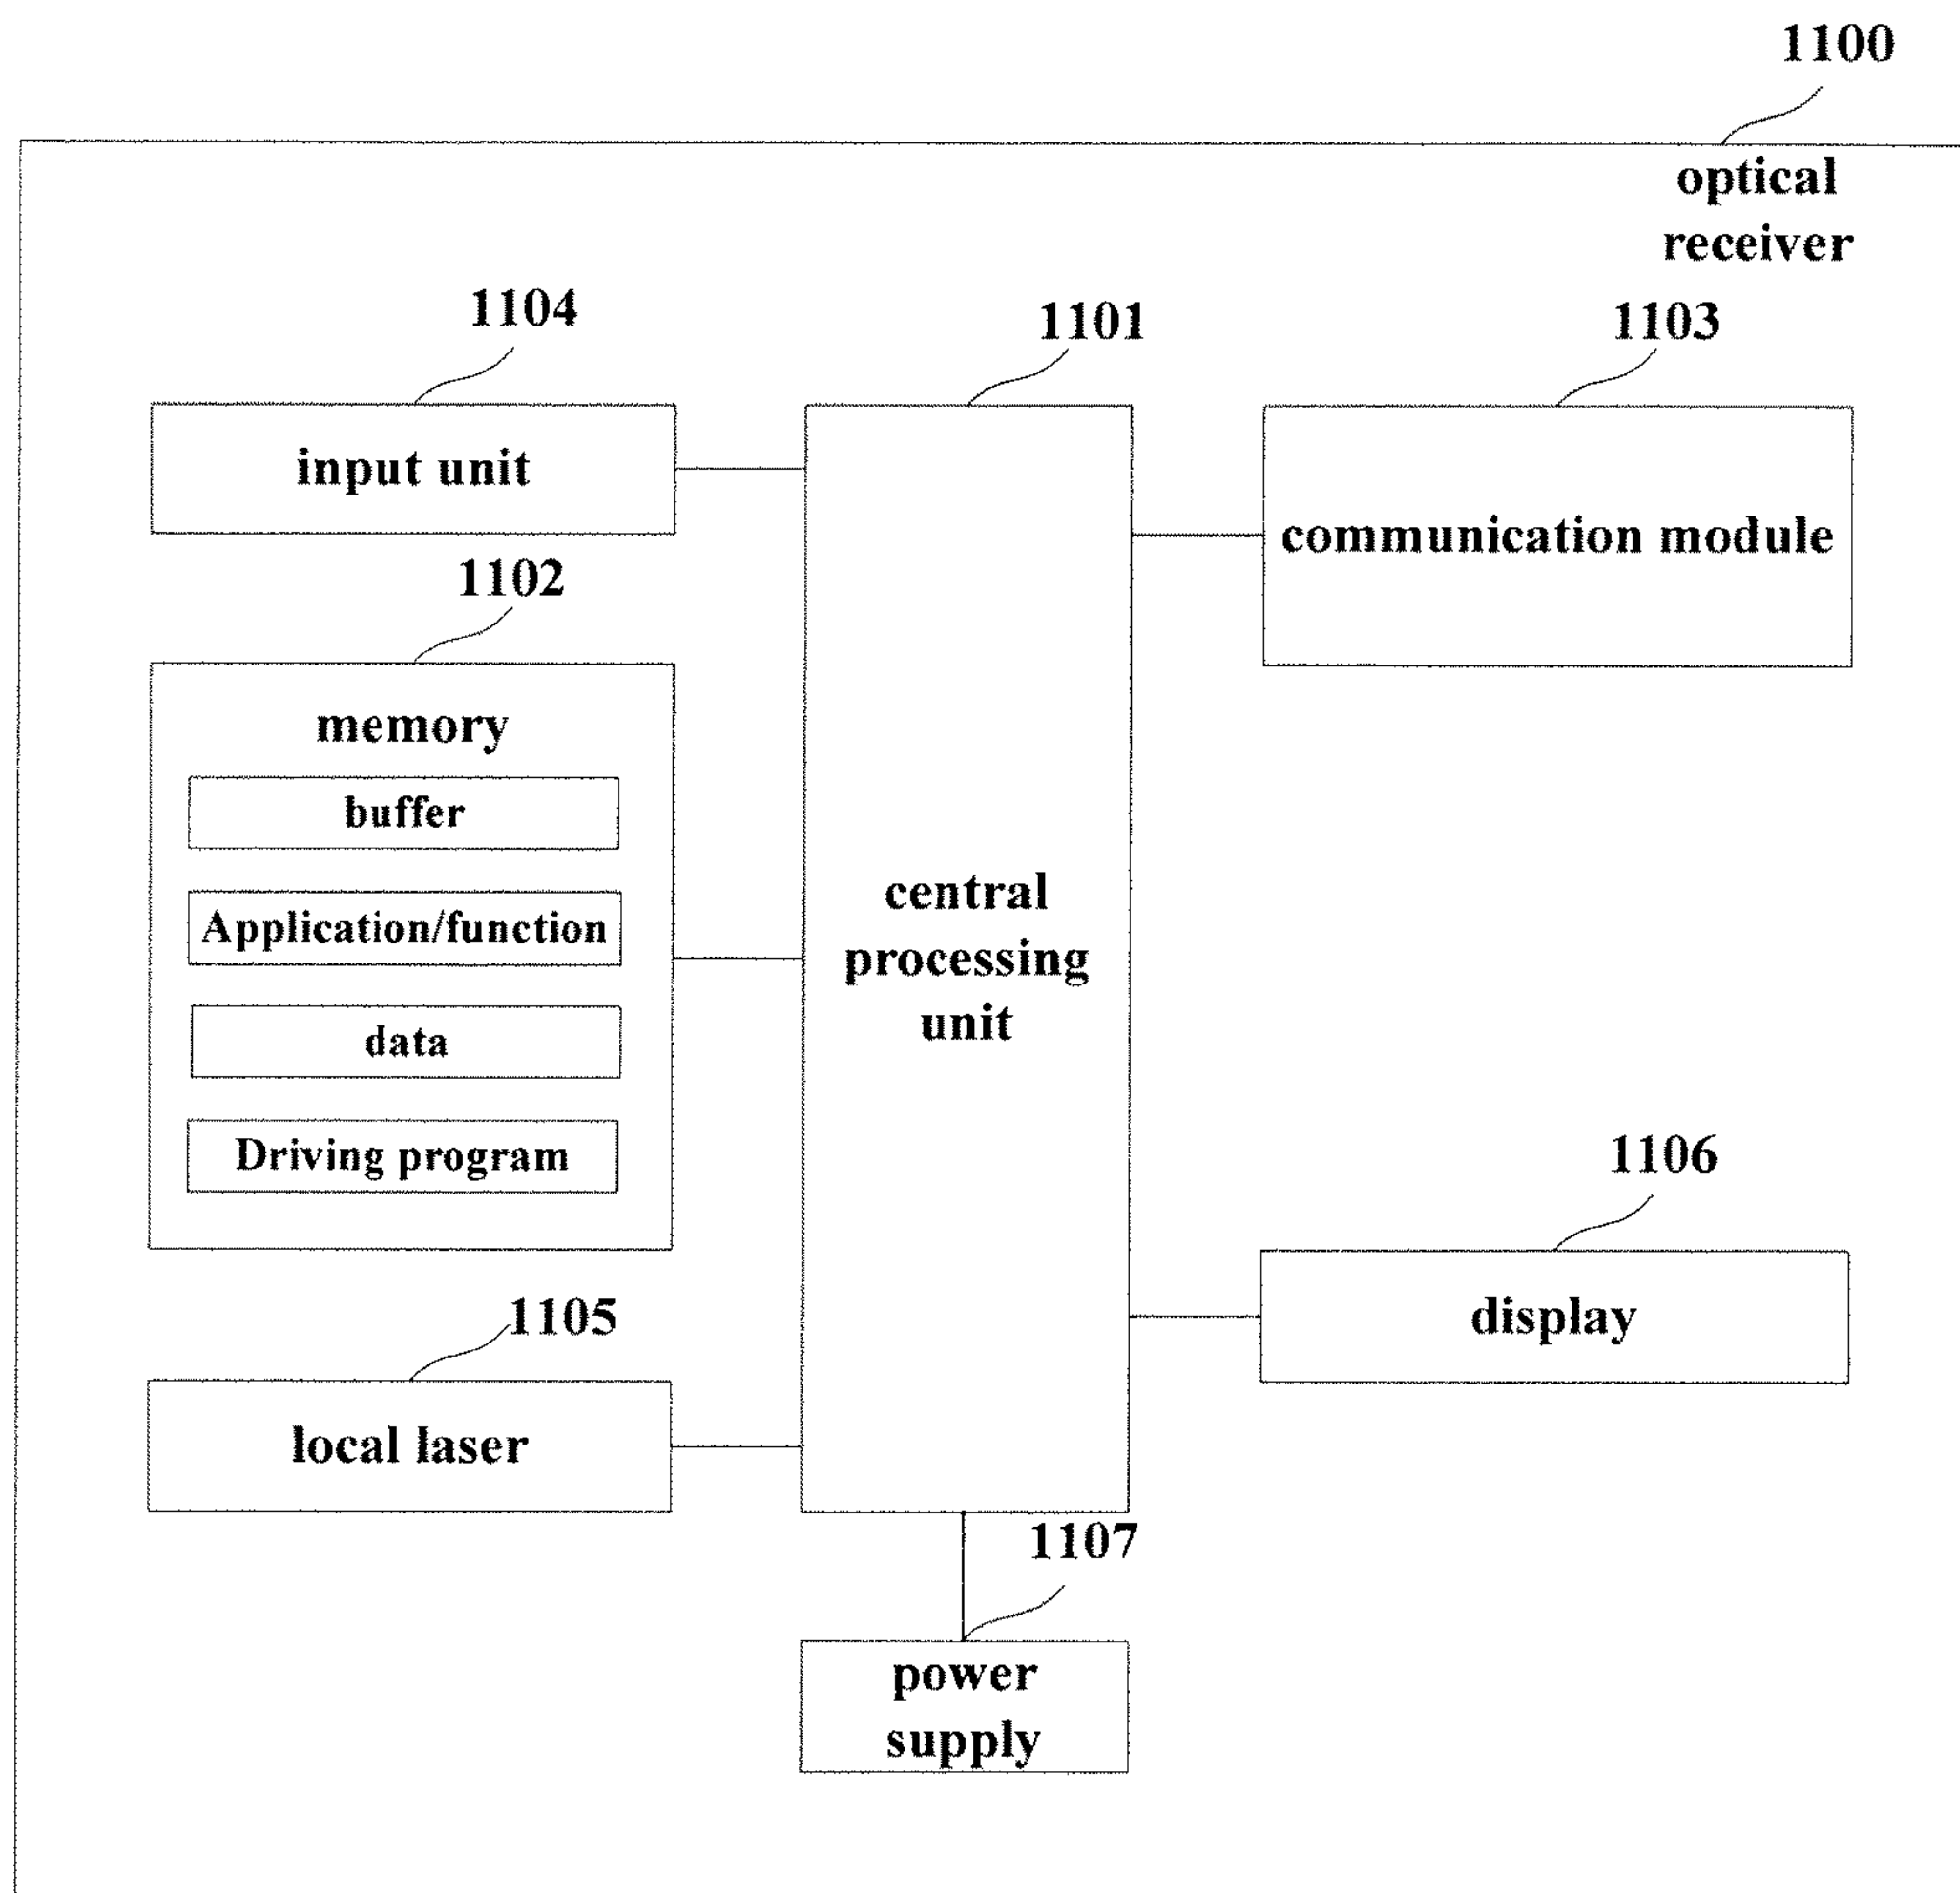 1100
optical
receiver
1104
1101
1103
input unit
communication module
1102
memory
buffer
Application/function
data
Driving program
central
processing
unit
1106
display
1105
local laser
1107
power
supply